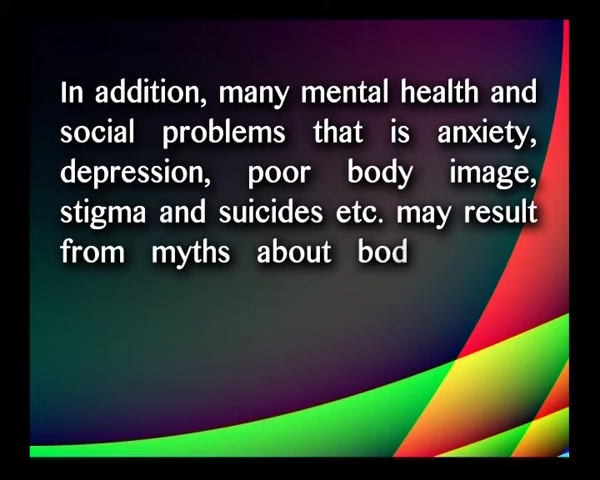 In addition, many mental health and
social problems that is anxiety,
depression, poor body image,
stigma and suicides etc. may result
from myths about bod